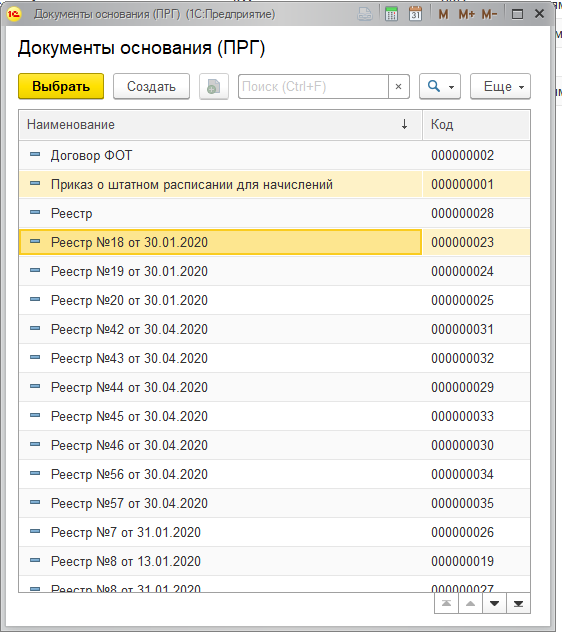 Документы основания (ПРГ) (1С:Предприятие) 31 M M+ M-
Документы основания (ПРГ)
Выбрать Создать Поиск (Ctrl+F) × Еще
Наименование ↓ Код
Договор ФОТ 000000002
Приказ о штатном расписании для начислений 000000001
Реестр 000000028
Реестр №18 от 30.01.2020 000000023
Реестр №19 от 30.01.2020 000000024
Реестр №20 от 30.01.2020 000000025
Реестр №42 от 30.04.2020 000000031
Реестр №43 от 30.04.2020 000000032
Реестр №44 от 30.04.2020 000000029
Реестр №45 от 30.04.2020 000000033
Реестр №46 от 30.04.2020 000000030
Реестр №56 от 30.04.2020 000000034
Реестр №57 от 30.04.2020 000000035
Реестр №7 от 31.01.2020 000000026
Реестр №8 от 13.01.2020 000000019
Реестр №8 от 31.01.2020 000000027